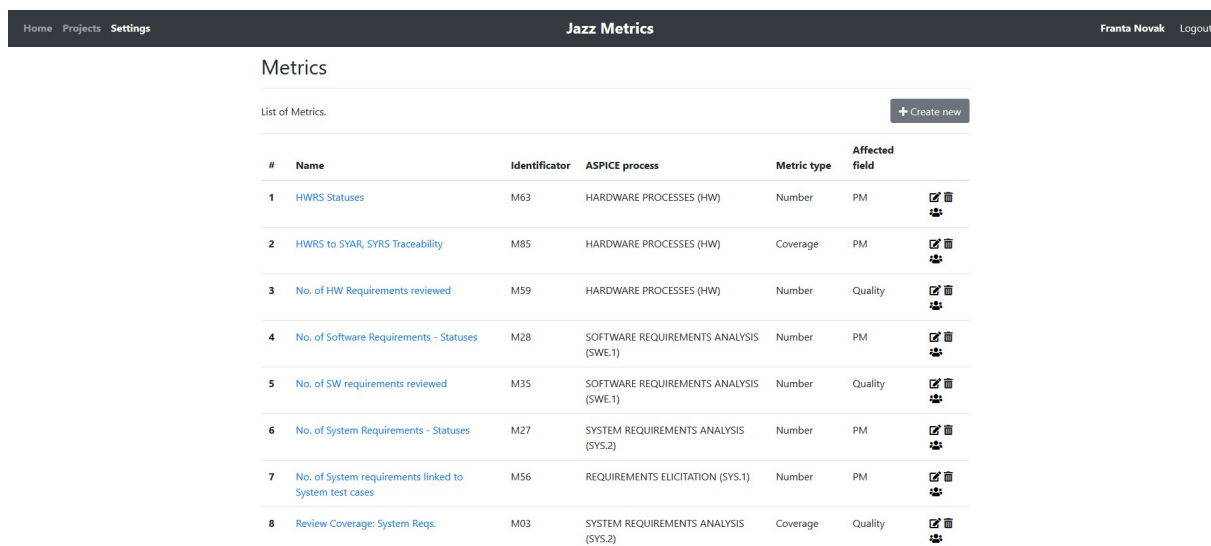 Home Projects Settings Jazz Metrics Franta Novak Logout
Metrics
List of Metrics. Create new
Affected
# Name Identificator ASPICE process Metric type field
1 HWRS Statuses M63 HARDWARE PROCESSES (HW) Number PM
2 HWRS to SYAR, SYRS Traceability M85 HARDWARE PROCESSES (HW) Coverage PM
3 No. of HW Requirements reviewed M59 HARDWARE PROCESSES (HW) Number Quality
4 No. of Software Requirements - Statuses M28 SOFTWARE REQUIREMENTS ANALYSIS Number PM
(SWE.1)
5 No. of SW requirements reviewed M35 SOFTWARE REQUIREMENTS ANALYSIS Number Quality
(SWE.1)
6 No. of System Requirements - Statuses M27 SYSTEM REQUIREMENTS ANALYSIS Number PM
(SYS.2)
7 No. of System requirements linked to M56 REQUIREMENTS ELICITATION (SYS.1) Number PM
System test cases
8 Review Coverage: System Reqs. M03 SYSTEM REQUIREMENTS ANALYSIS Coverage Quality
(SYS.2)